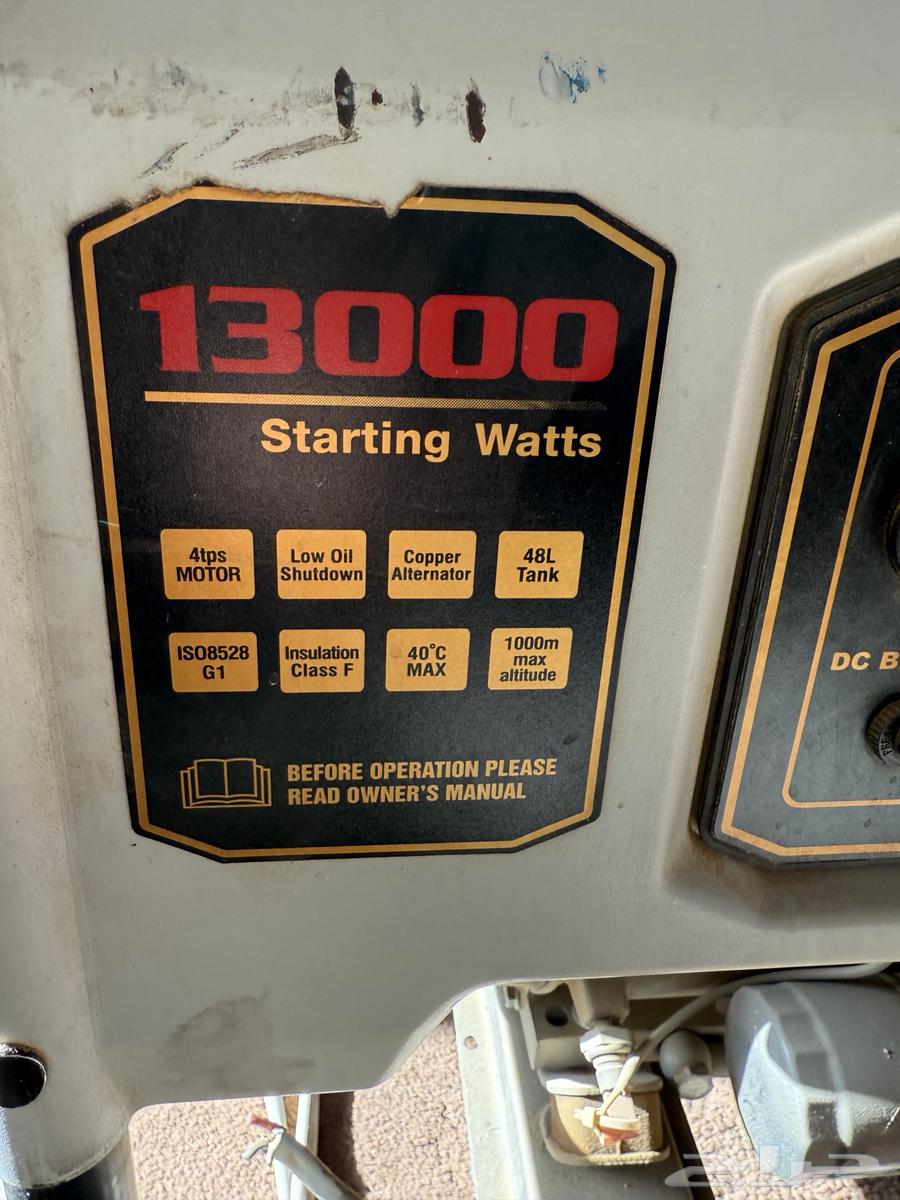 13000
Starting Watts
4tps
MOTOR
Low Oil
Shutdown
Copper
Alternator
48L
Tank
ISO8528
G1
Insulation
Class F
40°C
MAX
1000m
max
altitude
BEFORE OPERATION PLEASE
READ OWNER'S MANUAL
DC B